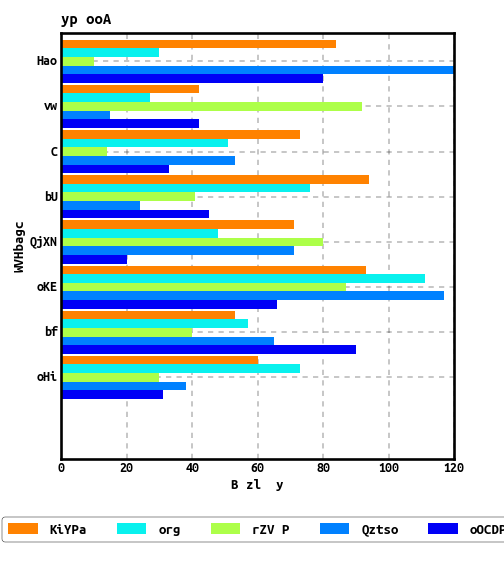 yp ooA
Hao
vw
C
bU
QjXN
oKE
bf
oHi
WVHbagc
0 20 40 60 80 100 120
B zl y
KiYPa org rZV P Qztso oOCDP